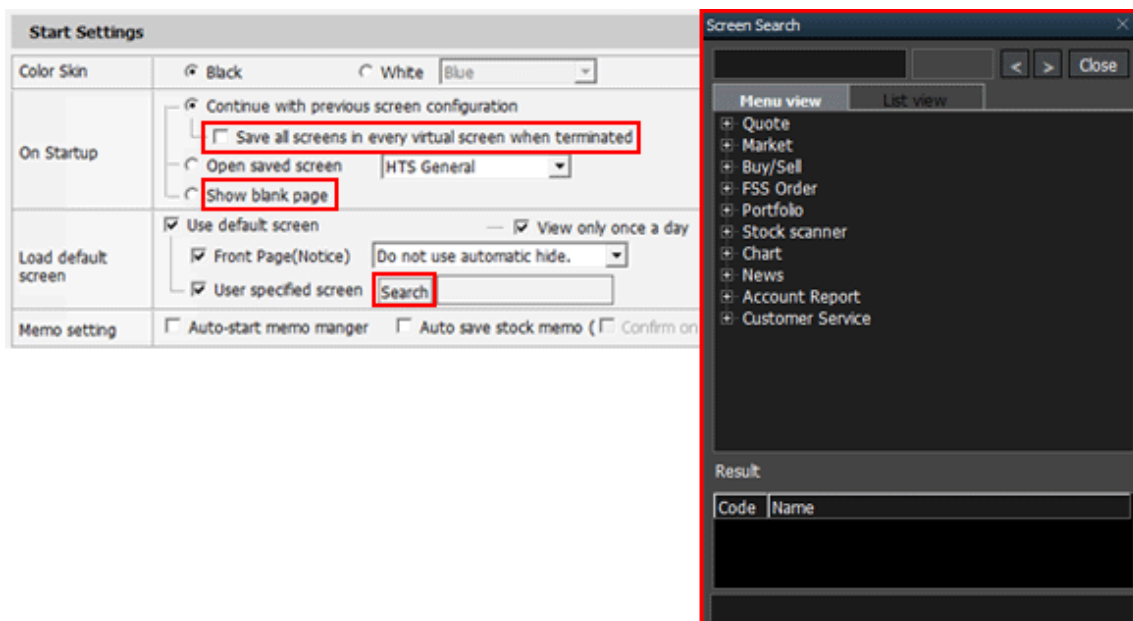 Start Settings
Color Skin
Black
White
Blue
On Startup
Continue with previous screen configuration
Save all screens in every virtual screen when terminated
Open saved screen
HTS General
Show blank page
Load default
screen
Use default screen
View only once a day
Front Page(Notice)
Do not use automatic hide.
User specified screen
Search
Memo setting
Auto-start memo manger
Auto save stock memo (
Confirm on
Screen Search
<
>
Close
Menu view
List view
Quote
Market
Buy/Sell
FSS Order
Portfolio
Stock scanner
Chart
News
Account Report
Customer Service
Result
Code
Name